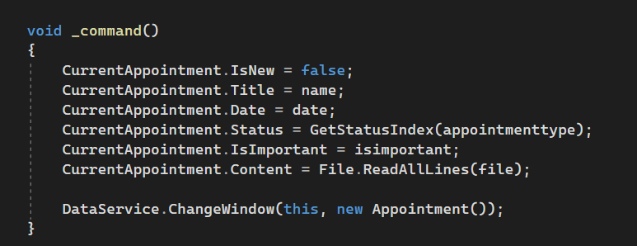 void _command()
{
    CurrentAppointment.IsNew = false;
    CurrentAppointment.Title = name;
    CurrentAppointment.Date = date;
    CurrentAppointment.Status = GetStatusIndex(appointmenttype);
    CurrentAppointment.IsImportant = isimportant;
    CurrentAppointment.Content = File.ReadAllLines(file);

    DataService.ChangeWindow(this, new Appointment());
}